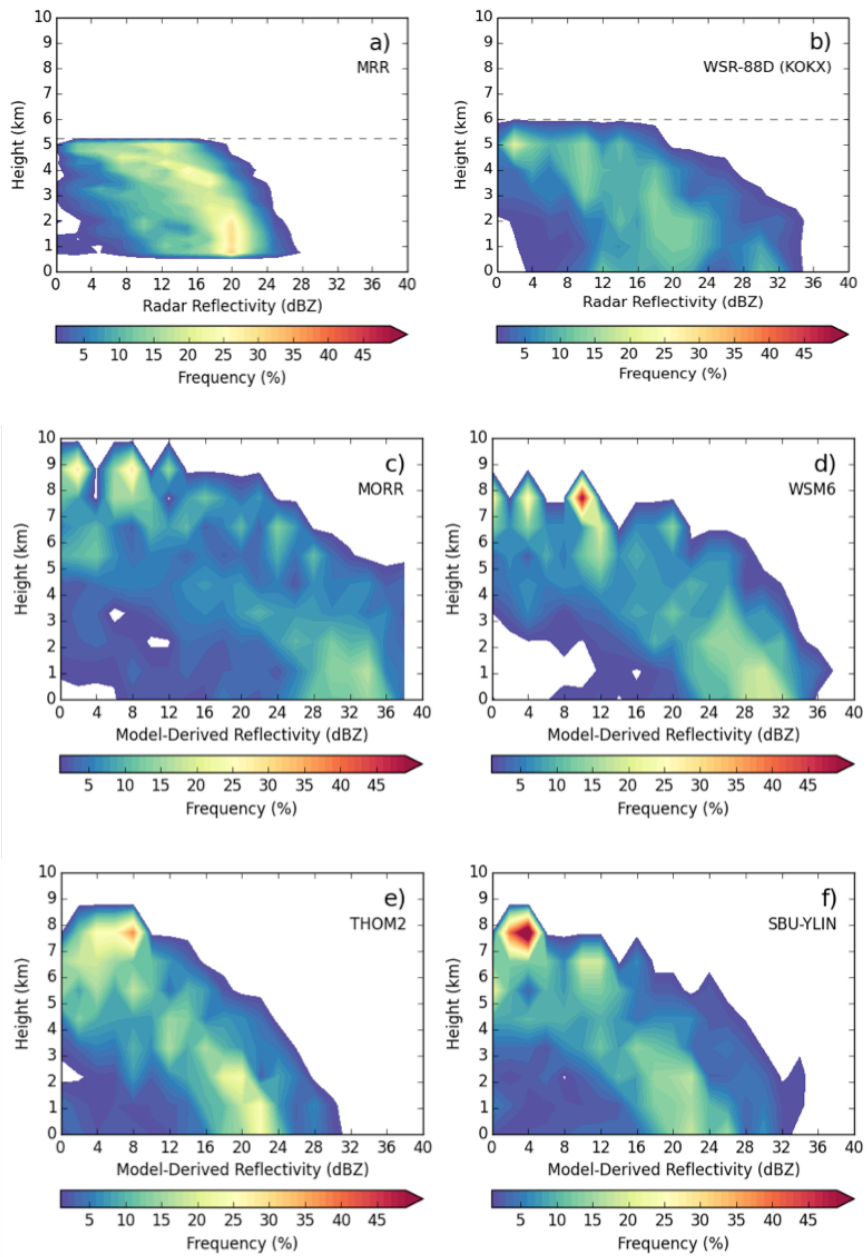 a)
MRR
Height (km)
10
9
8
7
6
5
4
3
2
1
0
0 4 8 12 16 20 24 28 32 36 40
Radar Reflectivity (dBZ)
5 10 15 20 25 30 35 40 45
Frequency (%)
b)
WSR-88D (KOKX)
Height (km)
10
9
8
7
6
5
4
3
2
1
0
0 4 8 12 16 20 24 28 32 36 40
Radar Reflectivity (dBZ)
5 10 15 20 25 30 35 40 45
Frequency (%)
c)
MORR
Height (km)
10
9
8
7
6
5
4
3
2
1
0
0 4 8 12 16 20 24 28 32 36 40
Model-Derived Reflectivity (dBZ)
5 10 15 20 25 30 35 40 45
Frequency (%)
d)
WSM6
Height (km)
10
9
8
7
6
5
4
3
2
1
0
0 4 8 12 16 20 24 28 32 36 40
Model-Derived Reflectivity (dBZ)
5 10 15 20 25 30 35 40 45
Frequency (%)
e)
THOM2
Height (km)
10
9
8
7
6
5
4
3
2
1
0
0 4 8 12 16 20 24 28 32 36 40
Model-Derived Reflectivity (dBZ)
5 10 15 20 25 30 35 40 45
Frequency (%)
f)
SBU-YLIN
Height (km)
10
9
8
7
6
5
4
3
2
1
0
0 4 8 12 16 20 24 28 32 36 40
Model-Derived Reflectivity (dBZ)
5 10 15 20 25 30 35 40 45
Frequency (%)